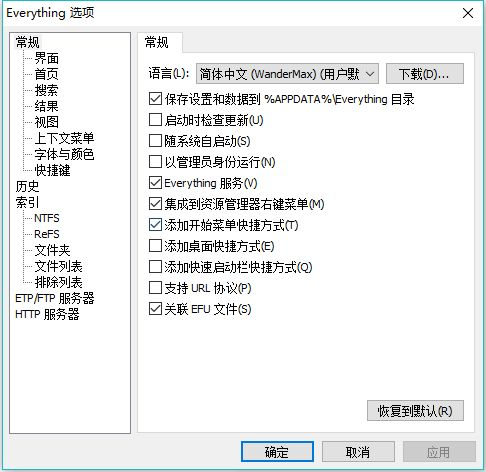 Everything 选项
常规
界面
首页
搜索
结果
视图
上下文菜单
字体与颜色
快捷键
历史
索引
NTFS
ReFS
文件夹
文件列表
排除列表
ETP/FTP 服务器
HTTP 服务器
常规
语言(L): 简体中文 (WanderMax) (用户默 下载(D)...
保存设置和数据到 %APPDATA%\Everything 目录
启动时检查更新(U)
随系统自启动(S)
以管理员身份运行(N)
Everything 服务(V)
集成到资源管理器右键菜单(M)
添加开始菜单快捷方式(T)
添加桌面快捷方式(E)
添加快速启动栏快捷方式(Q)
支持 URL 协议(P)
关联 EFU 文件(S)
恢复到默认(R)
确定 取消 应用